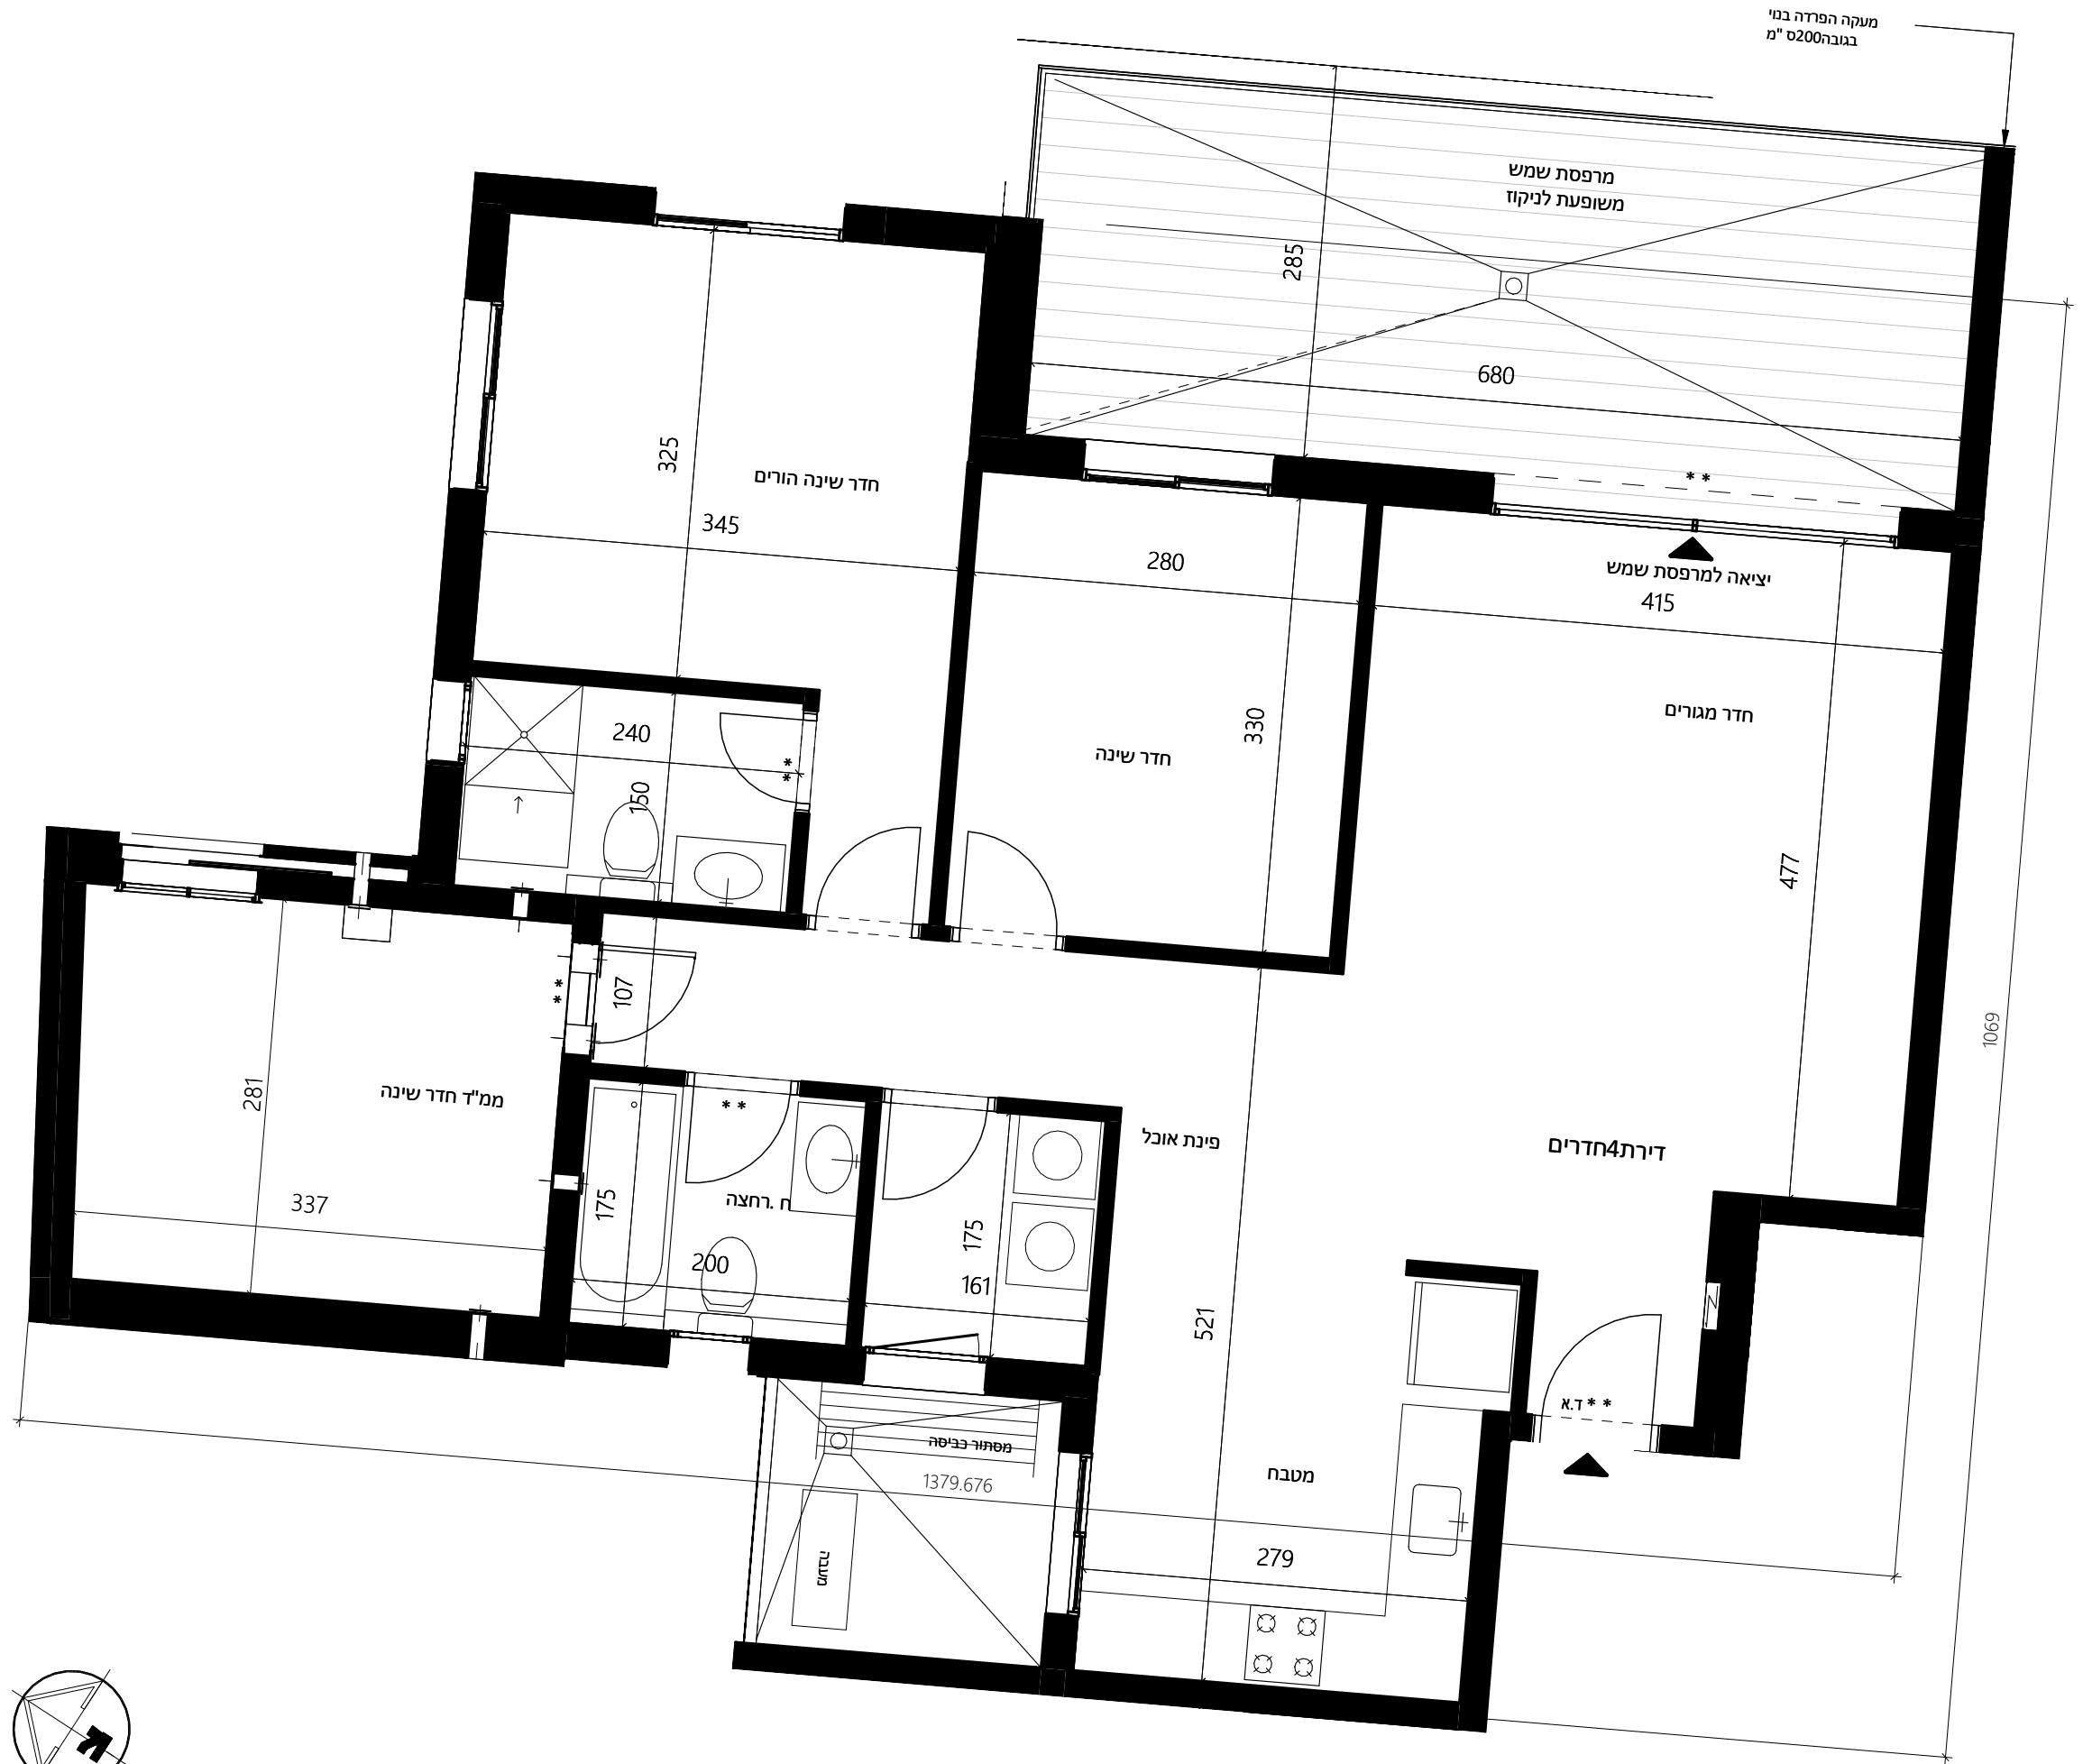 מעקה הפרדה בנוי
בגובה200ס "מ
מרפסת שמש
משופעת לניקוז
285
680
**
325
חדר שינה הורים
345
280
יציאה למרפסת שמש
415
חדר מגורים
330
חדר שינה
240
**
150
477
1069
**
107
ממ"ד חדר שינה
281
337
**
175
ח .רחצה
200
175
161
פינת אוכל
דירת4חדרים
521
ד.א **
מסתור כביסה
1379.676
מטבח
279
מעבה